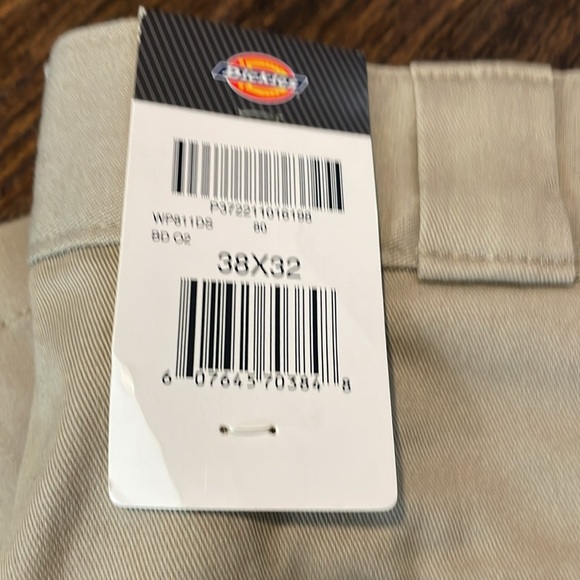 Dickies
P372211016198
WP811DS 80
BD O2
38X32
6 07645 70384 8